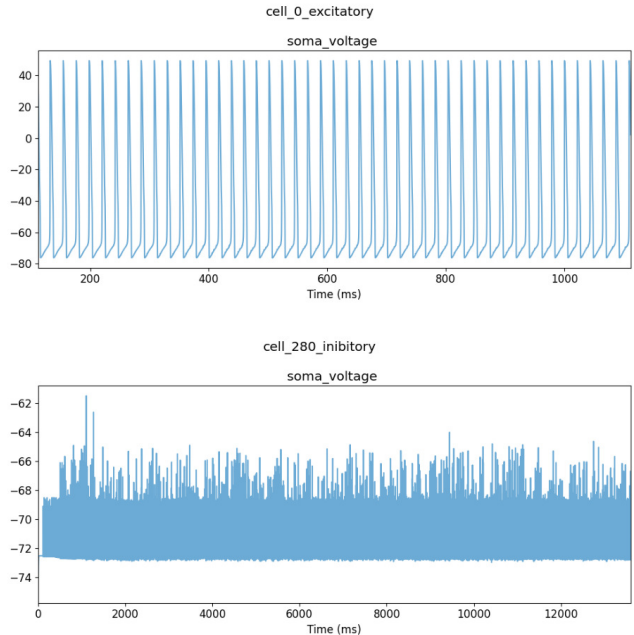 cell_0_excitatory
soma_voltage
40
20
0
−20
−40
−60
−80
200 400 600 800 1000
Time (ms)
cell_280_inibitory
soma_voltage
−62
−64
−66
−68
−70
−72
−74
0 2000 4000 6000 8000 10000 12000
Time (ms)